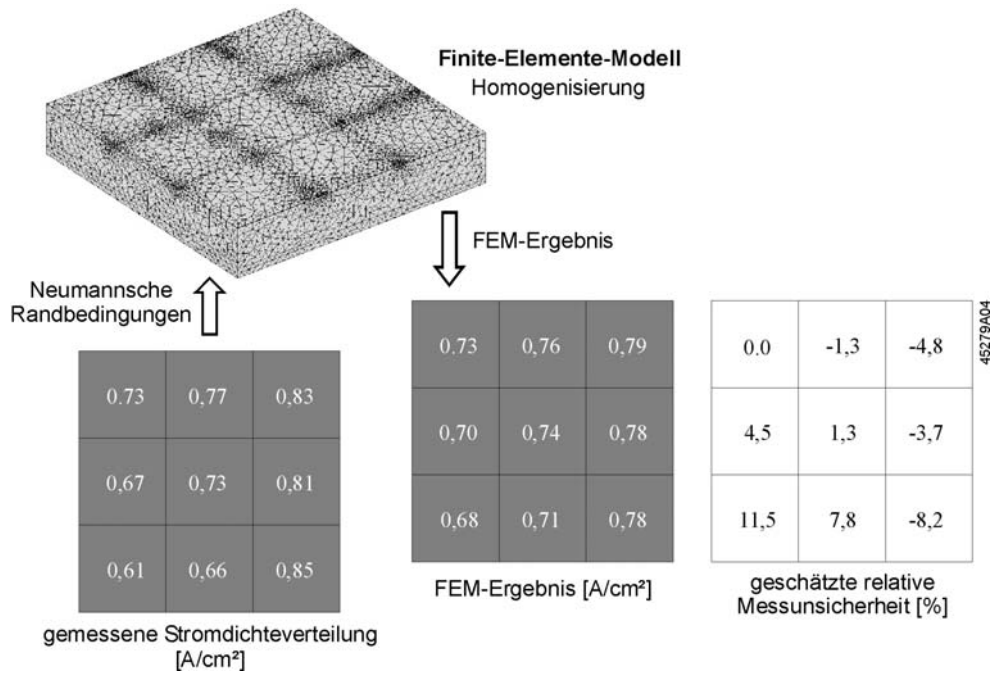 Finite-Elemente-Modell
Homogenisierung
FEM-Ergebnis
Neumannsche
Randbedingungen
0.73 0,77 0,83
0,67 0,73 0,81
0,61 0,66 0,85
gemessene Stromdichteverteilung
[A/cm²]
0.73 0,76 0,79
0,70 0,74 0,78
0,68 0,71 0,78
FEM-Ergebnis [A/cm²]
0.0 -1,3 -4,8
4,5 1,3 -3,7
11,5 7,8 -8,2
geschätzte relative
Messunsicherheit [%]
45279A04